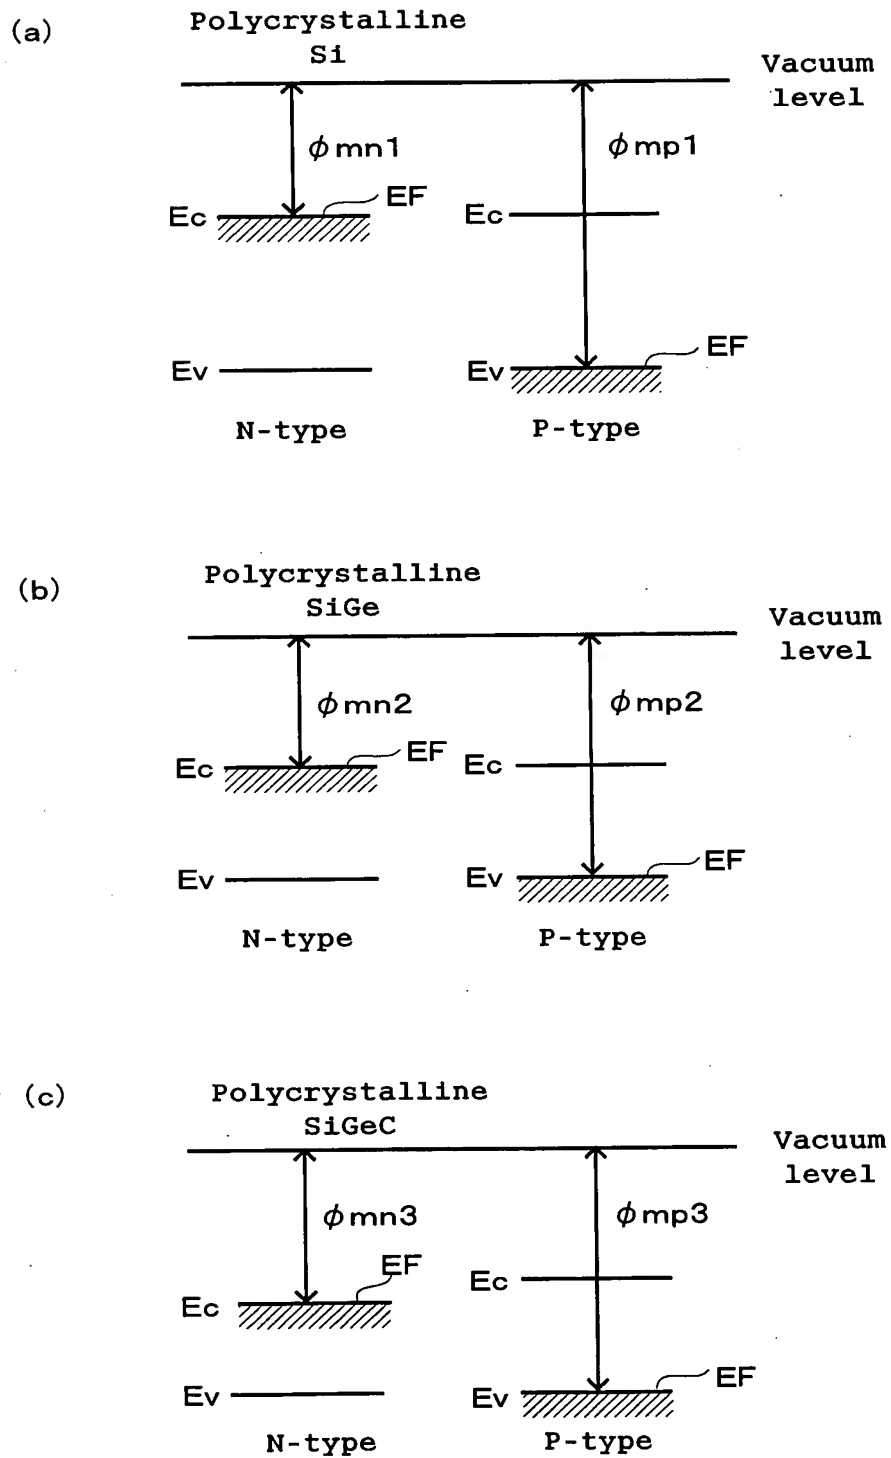 (a)
Polycrystalline
Si
Vacuum
level
ϕmn1
ϕmp1
Ec
EF
Ec
Ev
Ev
EF
N-type
P-type
(b)
Polycrystalline
SiGe
Vacuum
level
ϕmn2
ϕmp2
Ec
EF
Ec
Ev
Ev
EF
N-type
P-type
(c)
Polycrystalline
SiGeC
Vacuum
level
ϕmn3
ϕmp3
Ec
EF
Ec
Ev
Ev
EF
N-type
P-type